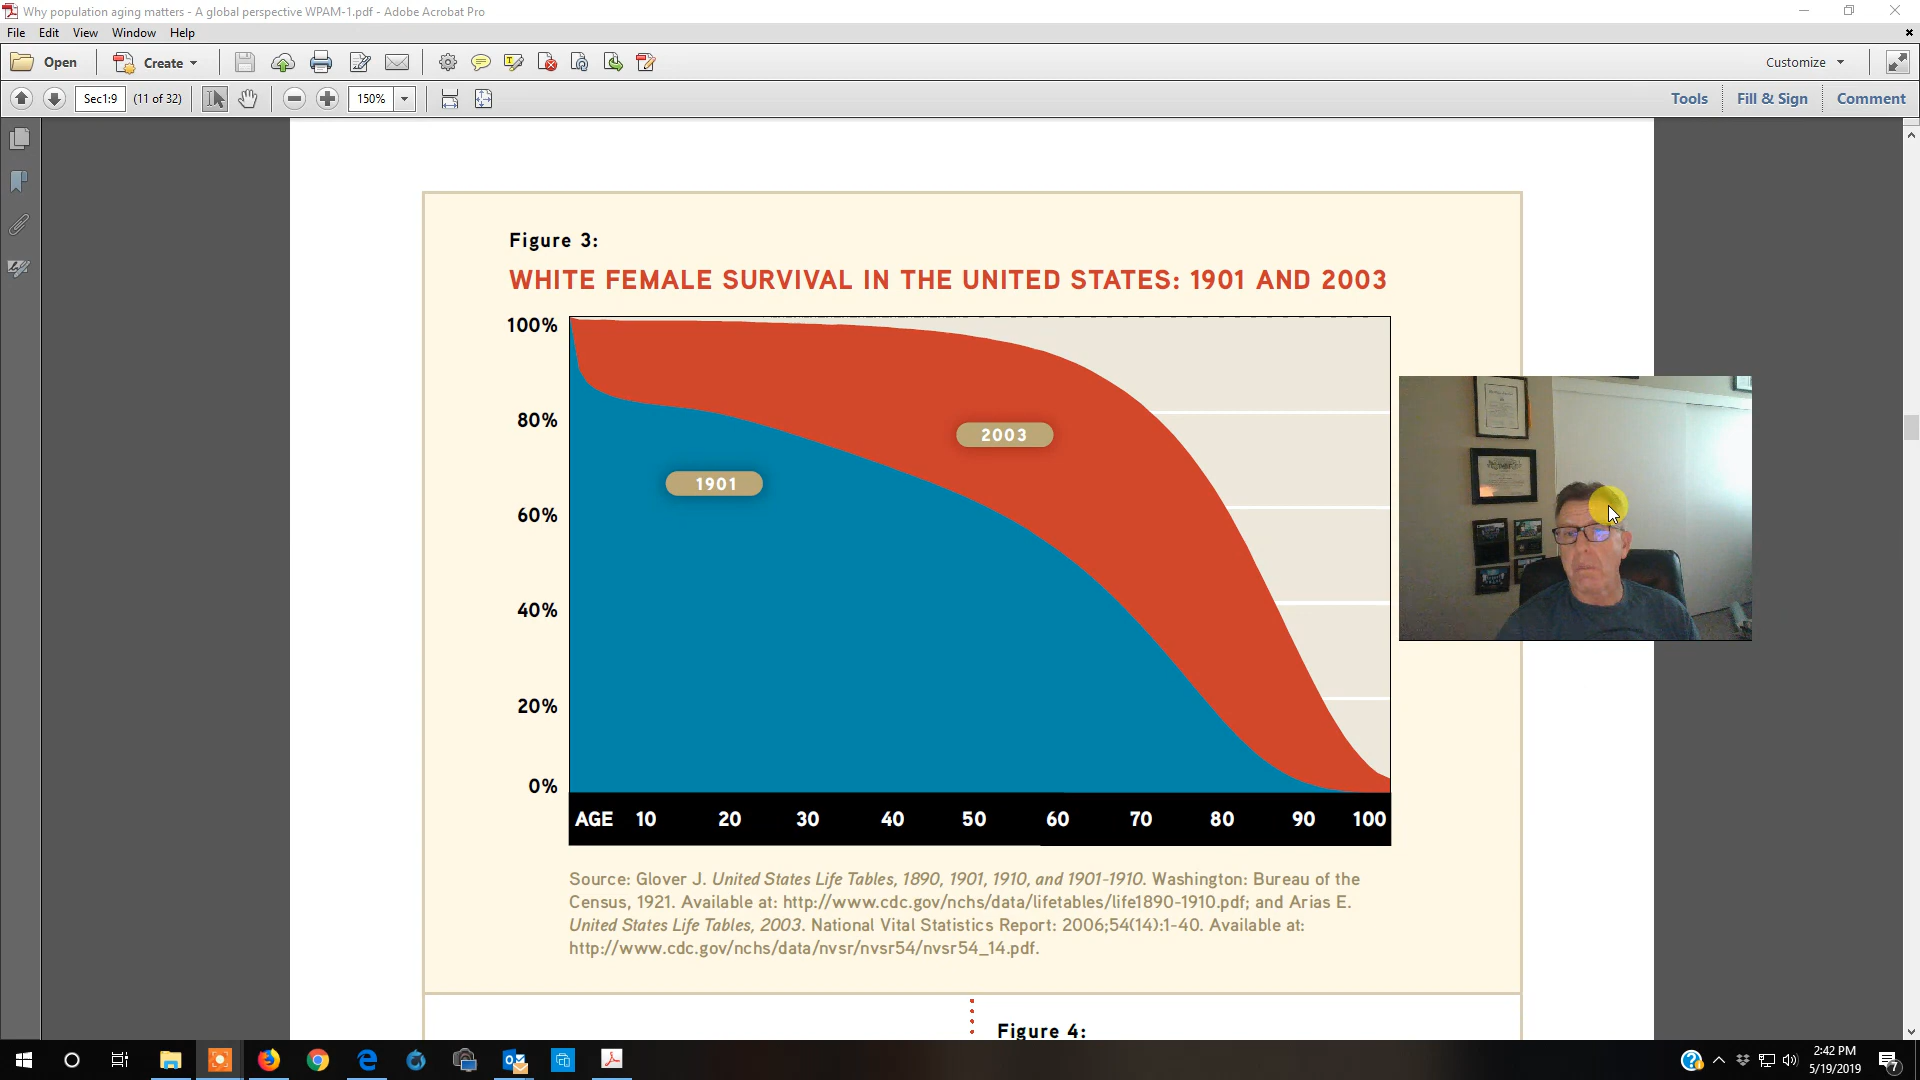 Why population aging matters - A global perspective WPAM-1.pdf - Adobe Acrobat Pro
File Edit View Window Help
Open Create Customize
Sec1:9 (11 of 32) 150% Tools Fill & Sign Comment
Figure 3:
WHITE FEMALE SURVIVAL IN THE UNITED STATES: 1901 AND 2003
100%
80%
2003
1901
60%
40%
20%
0%
AGE 10 20 30 40 50 60 70 80 90 100
Source: Glover J. United States Life Tables, 1890, 1901, 1910, and 1901-1910. Washington: Bureau of the
Census, 1921. Available at: http://www.cdc.gov/nchs/data/lifetables/life1890-1910.pdf; and Arias E.
United States Life Tables, 2003. National Vital Statistics Report: 2006;54(14):1-40. Available at:
http://www.cdc.gov/nchs/data/nvsr/nvsr54/nvsr54_14.pdf.
Figure 4:
2:42 PM
5/19/2019
7